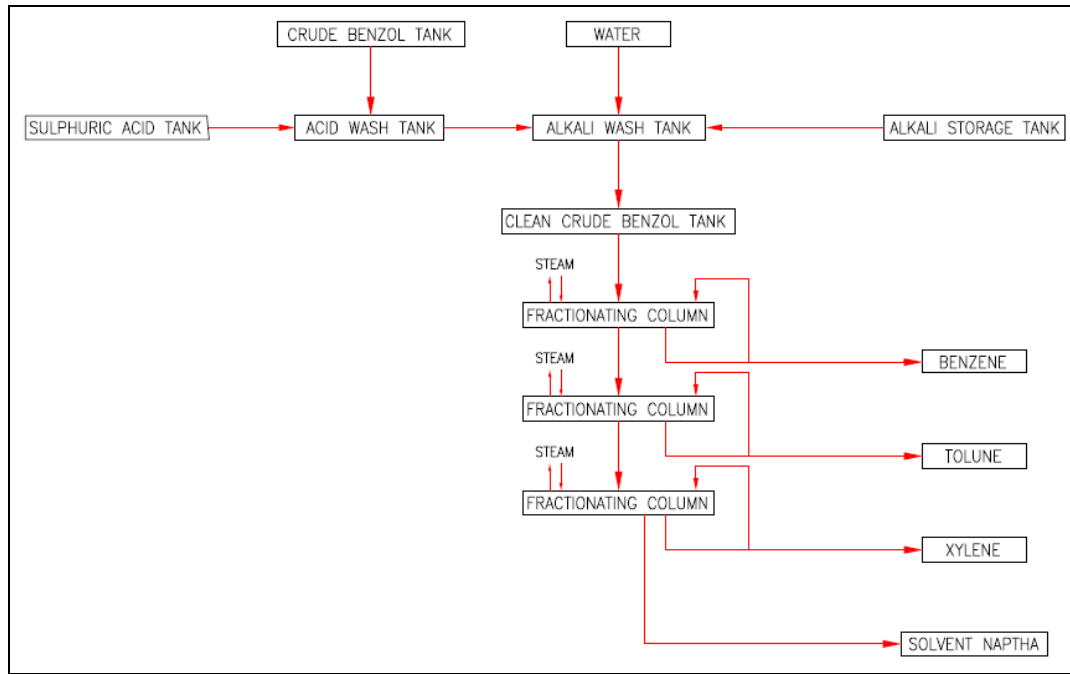 CRUDE BENZOL TANK
WATER
SULPHURIC ACID TANK
ACID WASH TANK
ALKALI WASH TANK
ALKALI STORAGE TANK
CLEAN CRUDE BENZOL TANK
STEAM
FRACTIONATING COLUMN
BENZENE
STEAM
FRACTIONATING COLUMN
TOLUNE
STEAM
FRACTIONATING COLUMN
XYLENE
SOLVENT NAPTHA